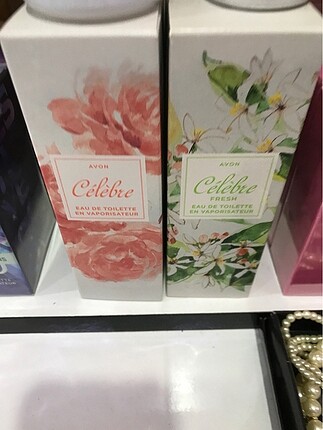 AVON
Célèbre
EAU DE TOILETTE
EN VAPORISATEUR
AVON
Célèbre
FRESH
EAU DE TOILETTE
EN VAPORISATEUR